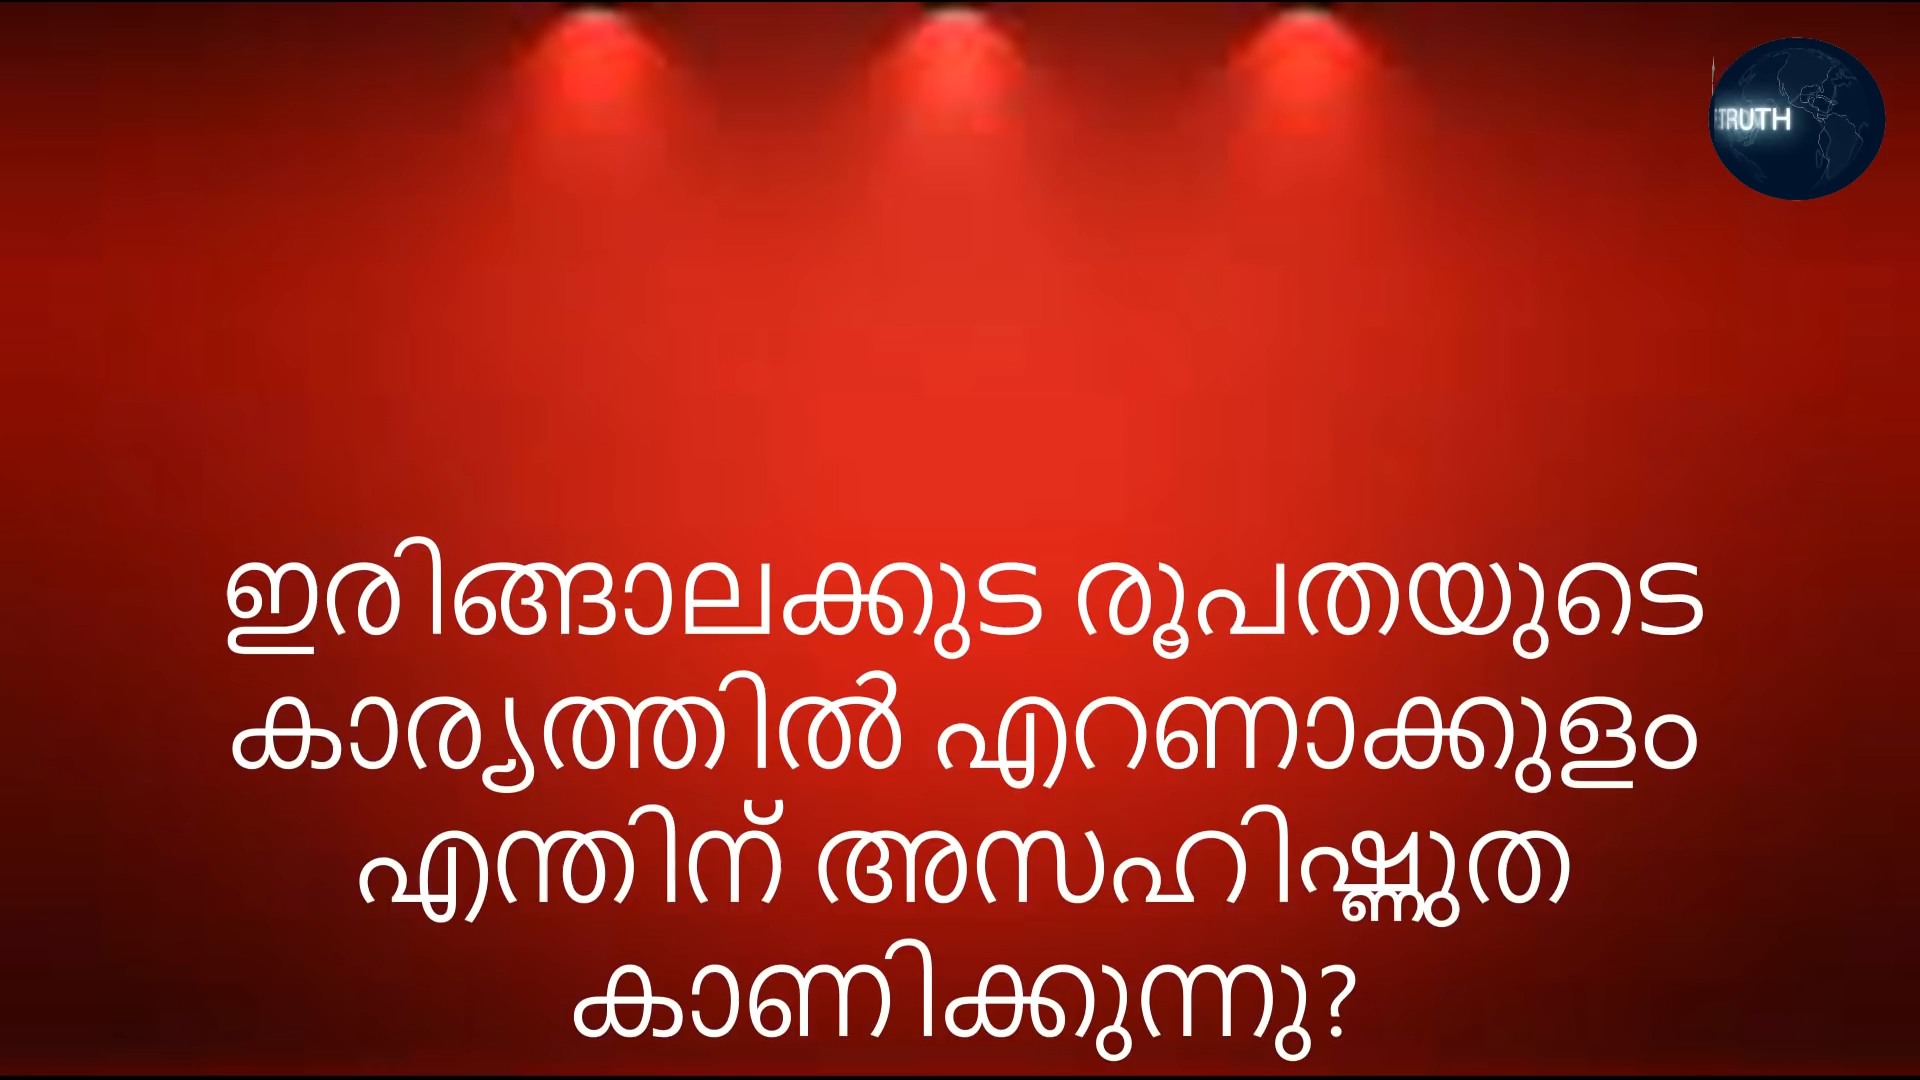 TRUTH
ഇരിങ്ങാലക്കുട രൂപതയുടെ
കാര്യത്തിൽ എറണാക്കുളം
എന്തിന് അസഹിഷ്ണുത
കാണിക്കുന്നു?